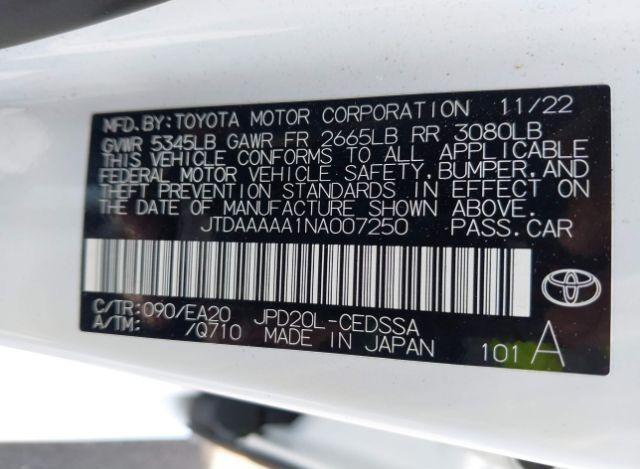 MFD.BY:TOYOTA MOTOR CORPORATION 11/22
GVWR 5345LB GAWR FR 2665LB RR 3080LB
THIS VEHICLE CONFORMS TO ALL APPLICABLE
FEDERAL MOTOR VEHICLE SAFETY,BUMPER,AND
THEFT PREVENTION STANDARDS IN EFFECT ON
THE DATE OF MANUFACTURE SHOWN ABOVE.
JTDAAAAA1NA007250 PASS.CAR
C/TR:090/EA20 JPD20L-CEDSSA
A/TM: /Q710 MADE IN JAPAN 101 A